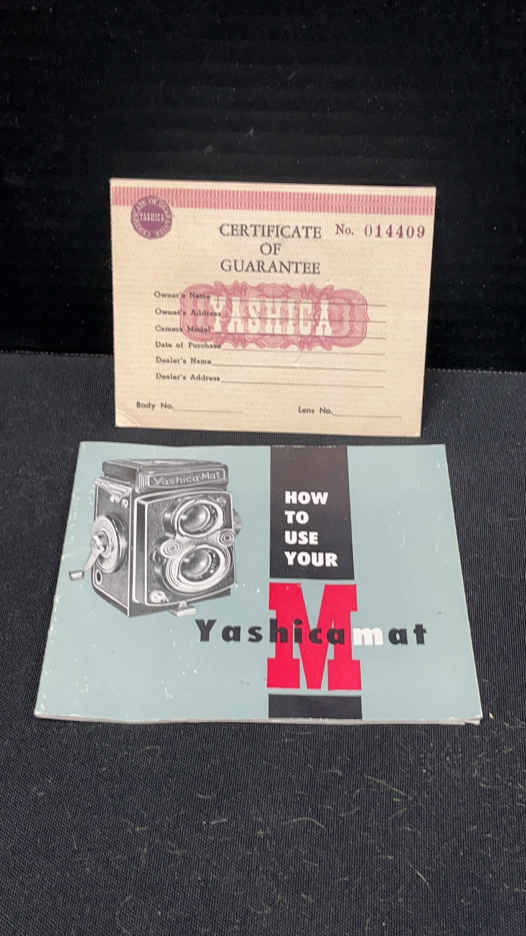 YASHICA
CERTIFICATE
OF
GUARANTEE
No. 014409
Owner's Name
Owner's Address
Camera Model
Date of Purchase
Dealer's Name
Dealer's Address
YASHICA
Body No.
Lens No.
Yashica-Mat
HOW
TO
USE
YOUR
M
Yashicamat